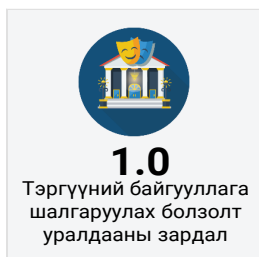 1.0
Тэргүүний байгууллага
шалгаруулах болзолт
уралдааны зардал